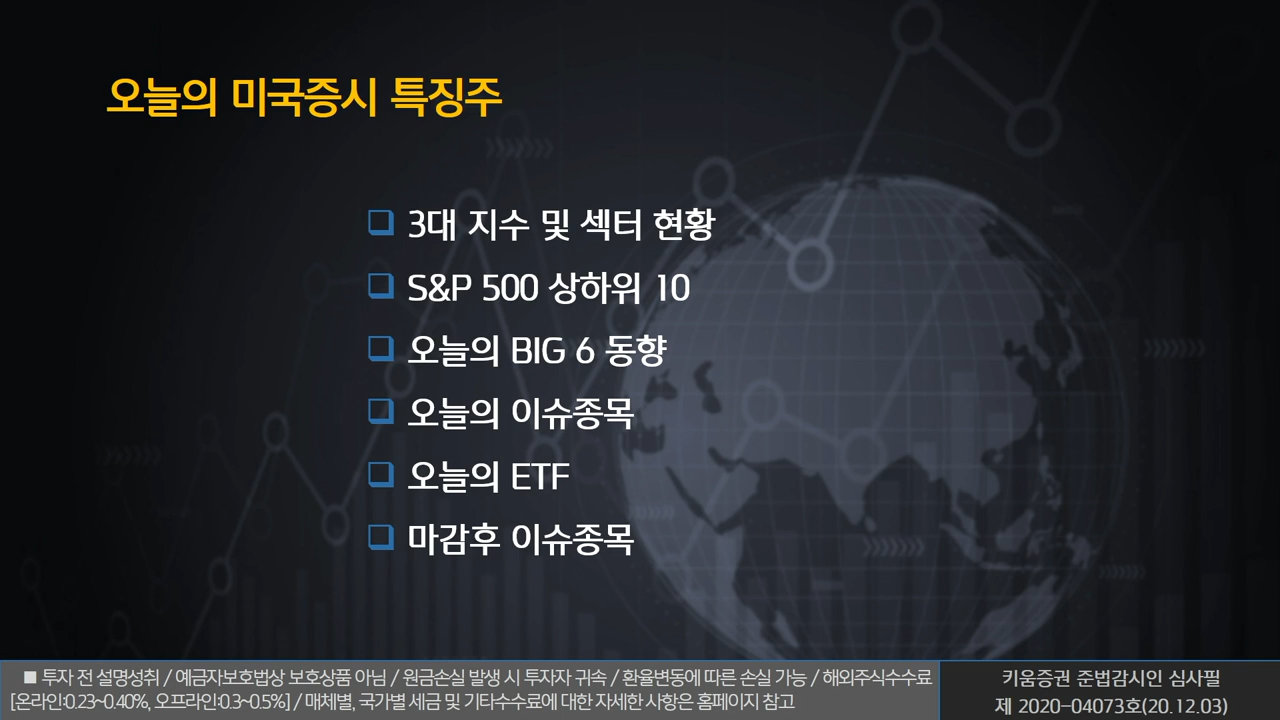 오늘의 미국증시 특징주
❑ 3대 지수 및 섹터 현황
❑ S&P 500 상하위 10
❑ 오늘의 BIG 6 동향
❑ 오늘의 이슈종목
❑ 오늘의 ETF
❑ 마감후 이슈종목
■ 투자 전 설명성취 / 예금자보호법상 보호상품 아님 / 원금손실 발생 시 투자자 귀속 / 환율변동에 따른 손실 가능 / 해외주식수수료
[온라인:0.23~0.40%, 오프라인:0.3~0.5%] / 매체별, 국가별 세금 및 기타수수료에 대한 자세한 사항은 홈페이지 참고
키움증권 준법감시인 심사필
제 2020-04073호(20.12.03)